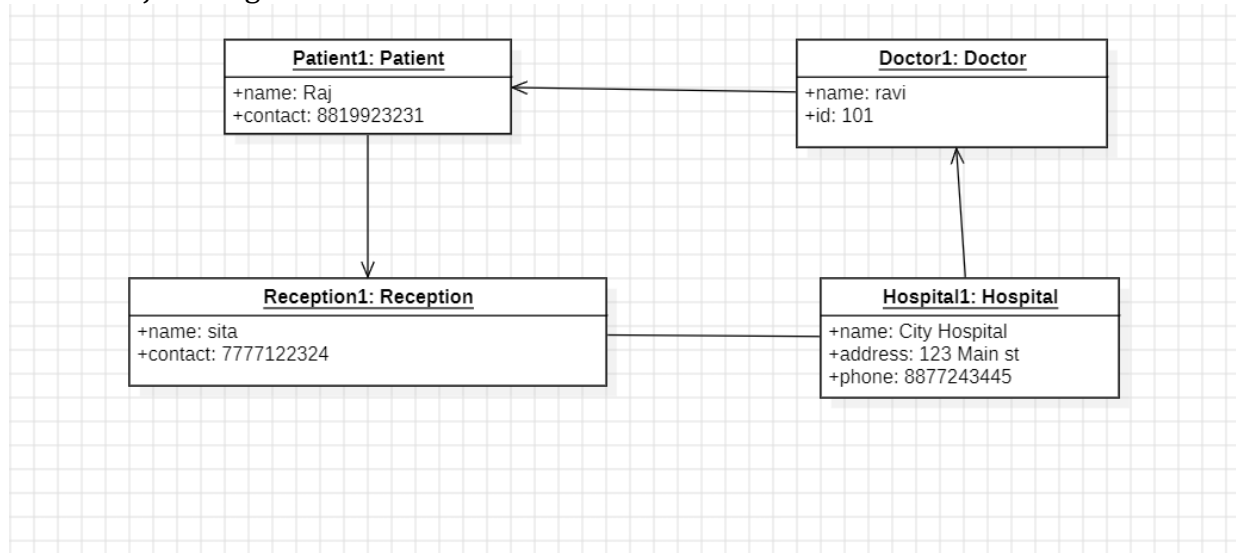 Patient1: Patient
+name: Raj
+contact: 8819923231
Doctor1: Doctor
+name: ravi
+id: 101
Reception1: Reception
+name: sita
+contact: 7777122324
Hospital1: Hospital
+name: City Hospital
+address: 123 Main st
+phone: 8877243445